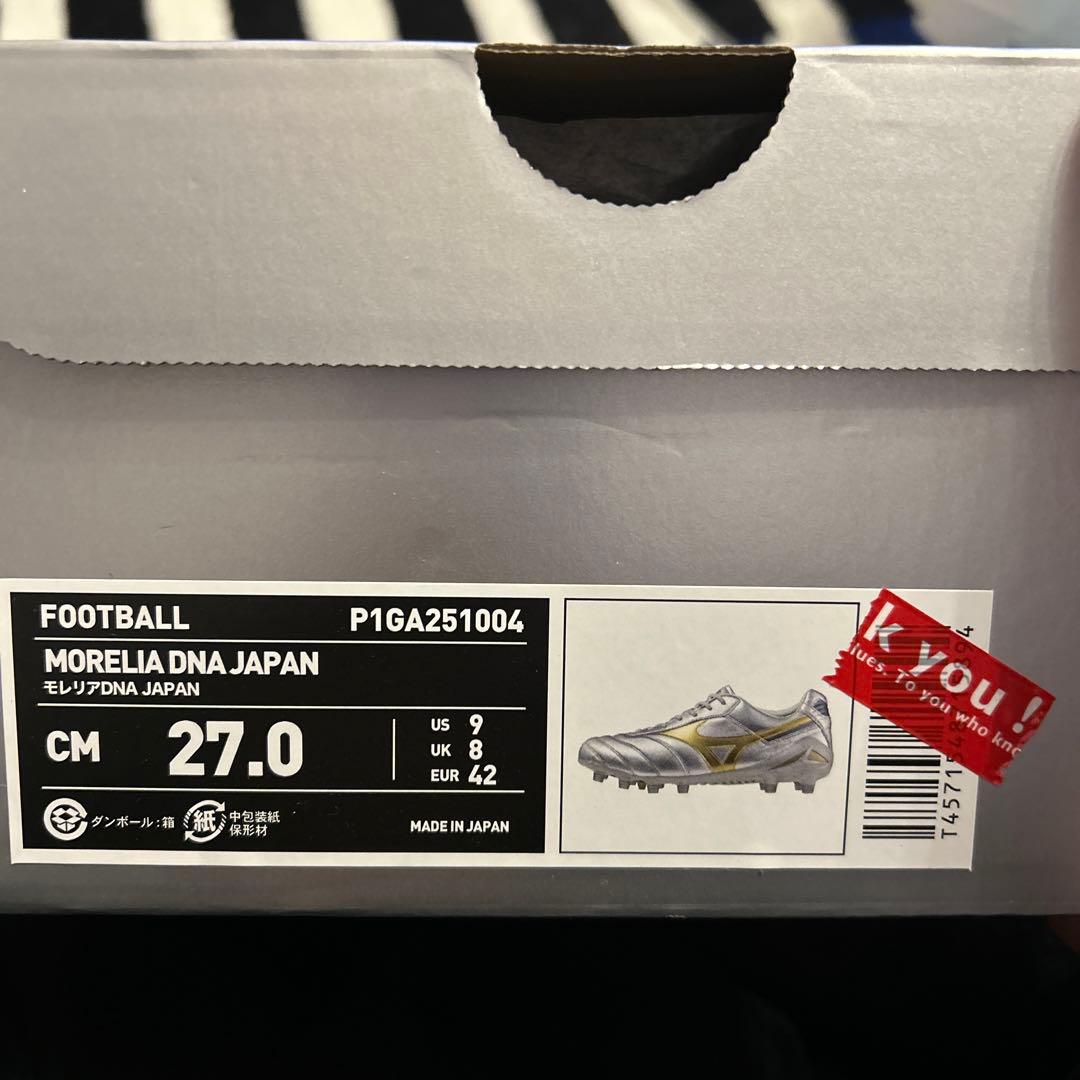 FOOTBALL P1GA251004
MORELIA DNA JAPAN
モレリアDNA JAPAN
CM 27.0
US 9
UK 8
EUR 42
ダンボール:箱
紙 中包装紙
保形材
MADE IN JAPAN
k you !
lues. To you who kno